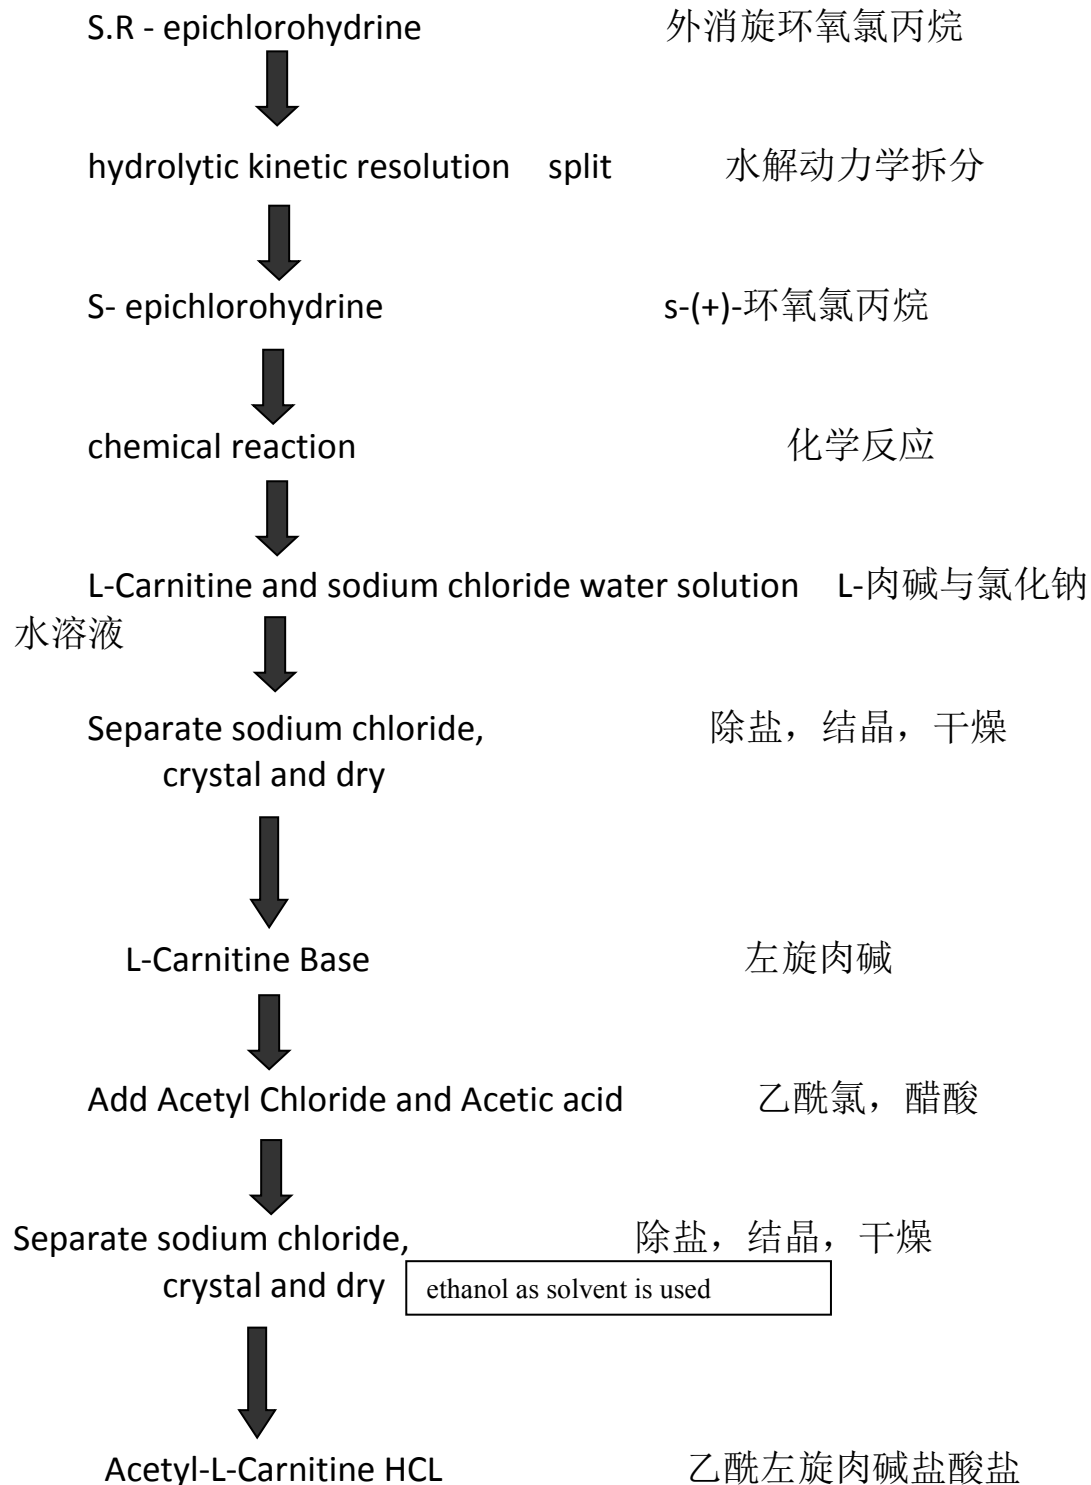 S.R - epichlorohydrine 外消旋环氧氯丙烷
hydrolytic kinetic resolution split 水解动力学拆分
S- epichlorohydrine s-(+)-环氧氯丙烷
chemical reaction 化学反应
L-Carnitine and sodium chloride water solution L-肉碱与氯化钠
水溶液
Separate sodium chloride, 除盐，结晶，干燥
crystal and dry
L-Carnitine Base 左旋肉碱
Add Acetyl Chloride and Acetic acid 乙酰氯，醋酸
Separate sodium chloride, 除盐，结晶，干燥
crystal and dry ethanol as solvent is used
Acetyl-L-Carnitine HCL 乙酰左旋肉碱盐酸盐